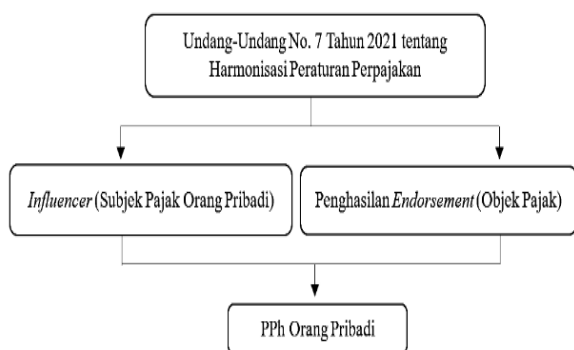 Undang-Undang No. 7 Tahun 2021 tentang
Harmonisasi Peraturan Perpajakan
Influencer (Subjek Pajak Orang Pribadi)
Penghasilan Endorsement (Objek Pajak)
PPh Orang Pribadi